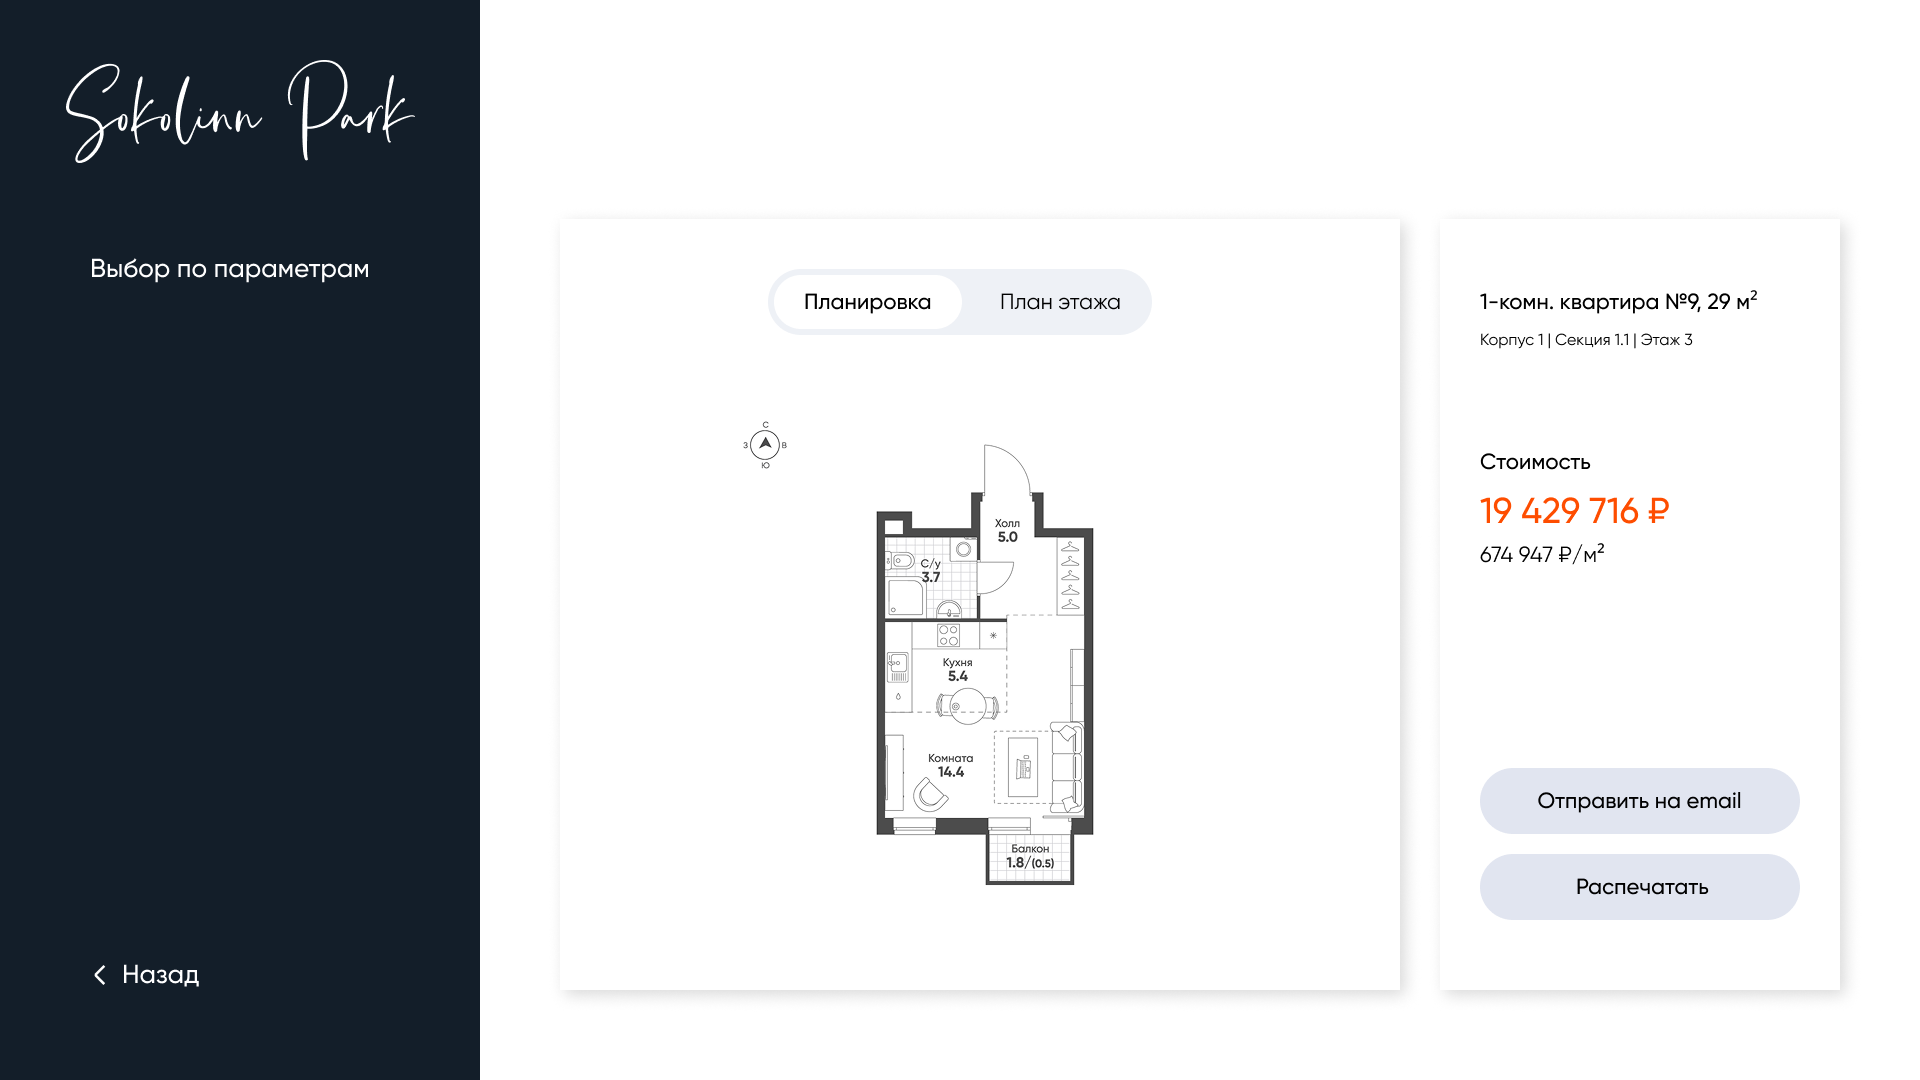 Sokolinn Park
Выбор по параметрам
Назад
Планировка
План этажа
С
З
В
Ю
Холл
5.0
С/у
3.7
Кухня
5.4
Комната
14.4
Балкон
1.8/(0.5)
1-комн. квартира №9, 29 м²
Корпус 1 | Секция 1.1 | Этаж 3
Стоимость
19 429 716 ₽
674 947 ₽/м²
Отправить на email
Распечатать